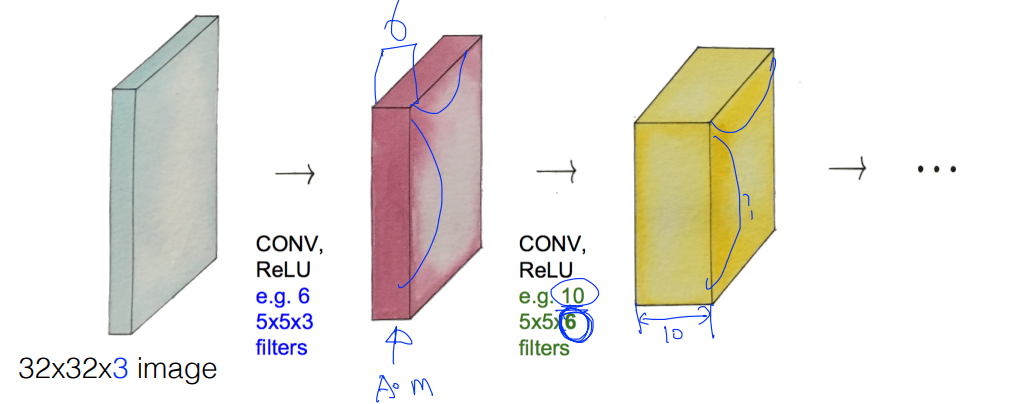 6
CONV,
ReLU
e.g. 6
5x5x3
filters
CONV,
ReLU
e.g. 10
5x5x6
filters
?
10
...
32x32x3 image
A.M